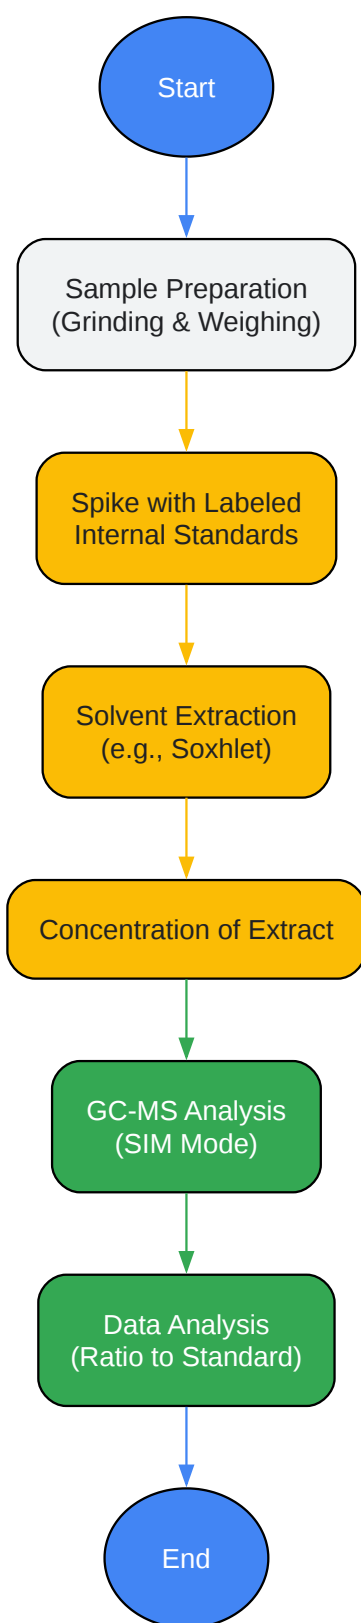 Start
Sample Preparation
(Grinding & Weighing)
Spike with Labeled
Internal Standards
Solvent Extraction
(e.g., Soxhlet)
Concentration of Extract
GC-MS Analysis
(SIM Mode)
Data Analysis
(Ratio to Standard)
End